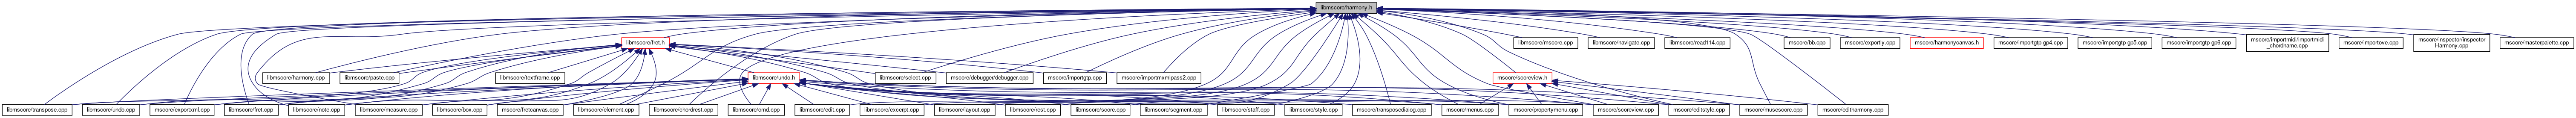 libmscore/harmony.h
libmscore/fret.h
libmscore/mscore.cpp
libmscore/navigate.cpp
libmscore/read114.cpp
mscore/bb.cpp
mscore/exportly.cpp
mscore/harmonycanvas.h
mscore/importgtp-gp4.cpp
mscore/importgtp-gp5.cpp
mscore/importgtp-gp6.cpp
mscore/importmidi/importmidi
_chordname.cpp
mscore/importove.cpp
mscore/inspector/inspector
Harmony.cpp
mscore/masterpalette.cpp
libmscore/harmony.cpp
libmscore/paste.cpp
libmscore/textframe.cpp
libmscore/undo.h
libmscore/select.cpp
mscore/debugger/debugger.cpp
mscore/importgtp.cpp
mscore/importmxmlpass2.cpp
mscore/scoreview.h
libmscore/transpose.cpp
libmscore/undo.cpp
mscore/exportxml.cpp
libmscore/fret.cpp
libmscore/note.cpp
libmscore/measure.cpp
libmscore/box.cpp
mscore/fretcanvas.cpp
libmscore/element.cpp
libmscore/chordrest.cpp
libmscore/cmd.cpp
libmscore/edit.cpp
libmscore/excerpt.cpp
libmscore/layout.cpp
libmscore/rest.cpp
libmscore/score.cpp
libmscore/segment.cpp
libmscore/staff.cpp
libmscore/style.cpp
mscore/transposedialog.cpp
mscore/menus.cpp
mscore/propertymenu.cpp
mscore/scoreview.cpp
mscore/editstyle.cpp
mscore/musescore.cpp
mscore/editharmony.cpp